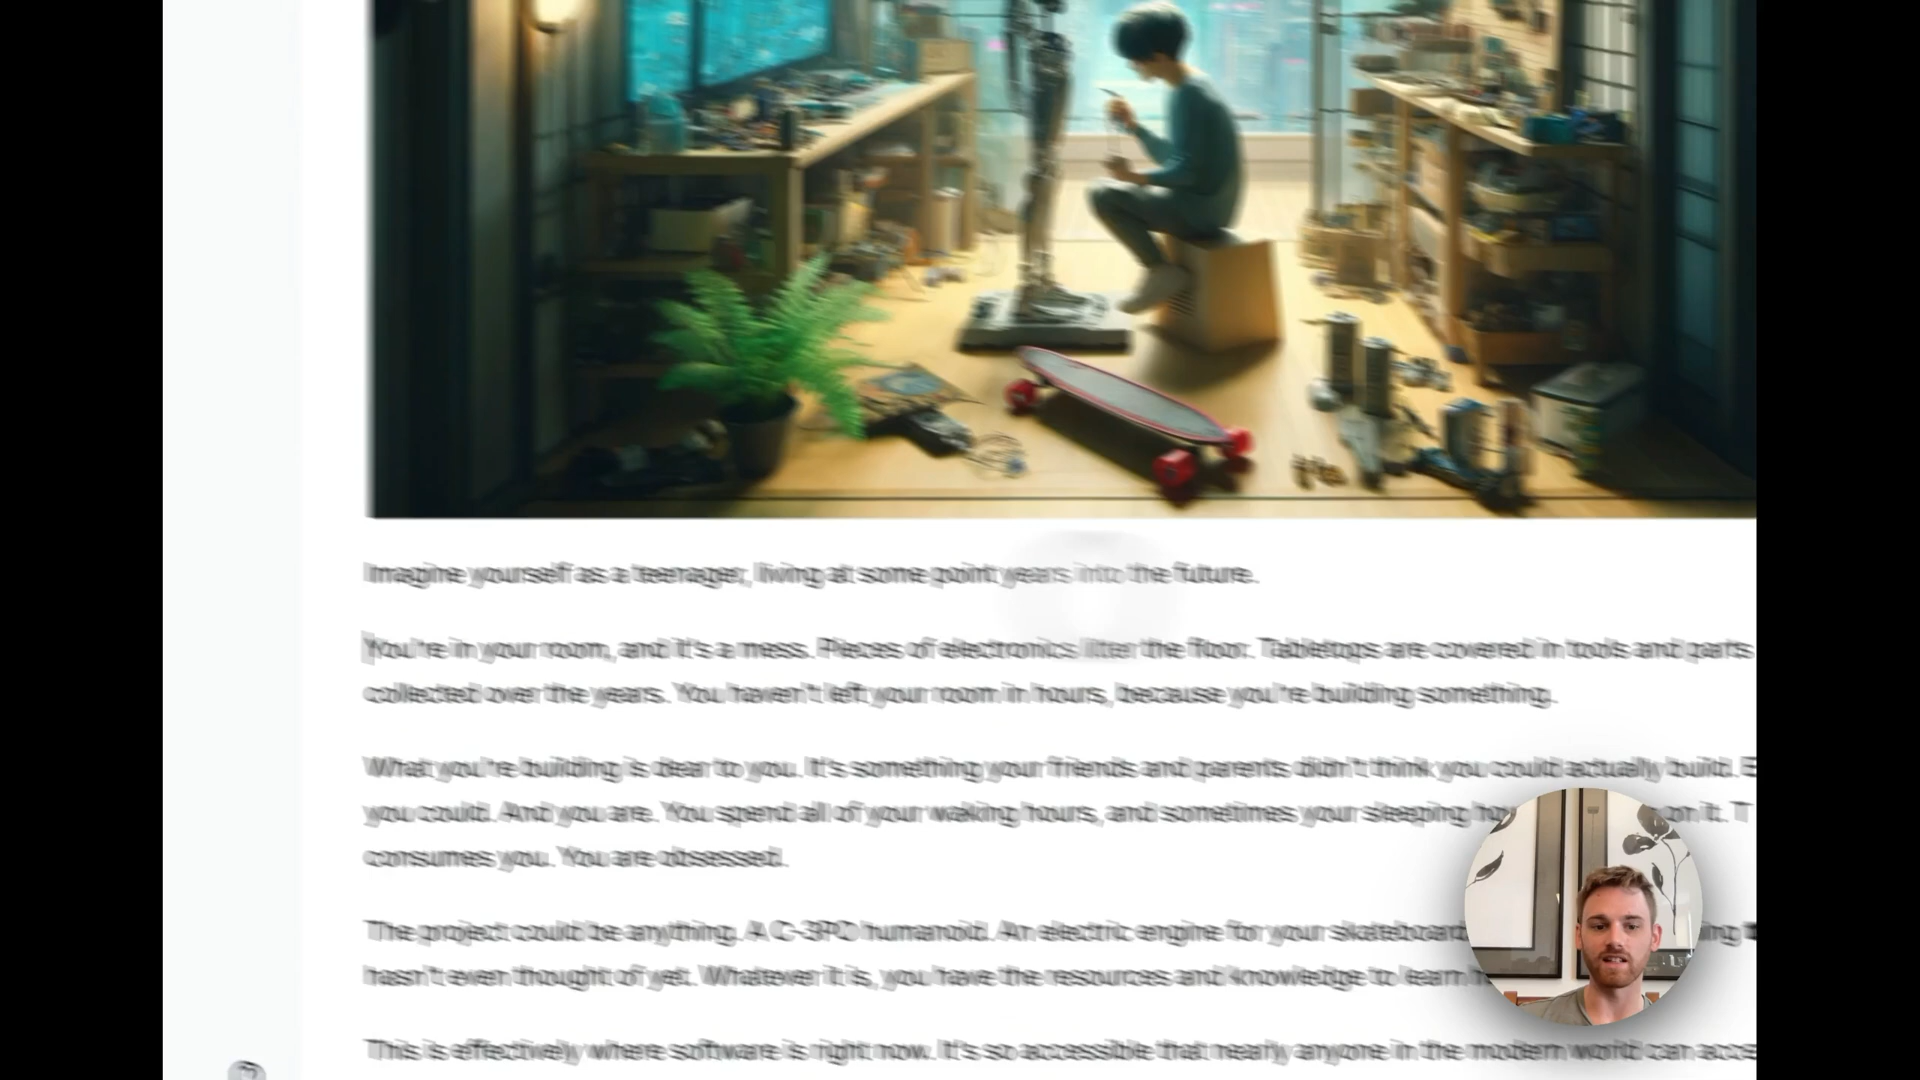 Imagine yourself as a teenager, living at some point years into the future.
You're in your room, and it's a mess. Pieces of electronics litter the floor. Tabletops are covered in tools and parts
collected over the years. You haven't left your room in hours, because you're building something.
What you're building is dear to you. It's something your friends and parents didn't think you could actually build.
you could. And you are. You spend all of your waking hours, and sometimes your sleeping on it.
consumes you. You are obsessed.
The project could be anything. A C-3PO humanoid. An electric engine for your skateboard
hasn't even thought of yet. Whatever it is, you have the resources and knowledge to learn
This is effectively where software is right now. It's so accessible that nearly anyone in the modern world can